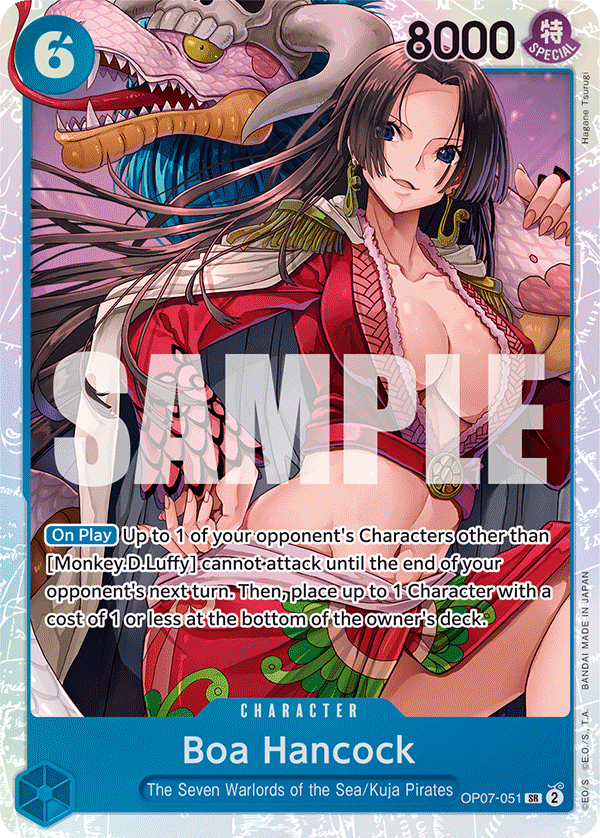 6
8000
特
SPECIAL
Hagane Tsurugi
SAMPLE
On Play Up to 1 of your opponent's Characters other than
[Monkey.D.Luffy] cannot attack until the end of your
opponent's next turn. Then, place up to 1 Character with a
cost of 1 or less at the bottom of the owner's deck.
BANDAI MADE IN JAPAN
©E.O/S ©E.O./S., T.A.
CHARACTER
Boa Hancock
The Seven Warlords of the Sea/Kuja Pirates
OP07-051 SR 2